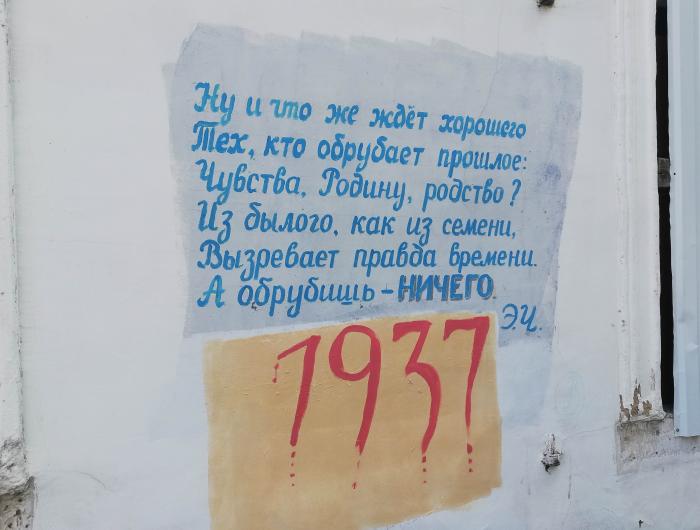 Ну и что же ждёт хорошего
Тех, кто обрубает прошлое:
Чувства, Родину, родство?
Из былого, как из семени,
Вызревает правда времени.
А обрубишь - НИЧЕГО.
Э.Ч.
1937